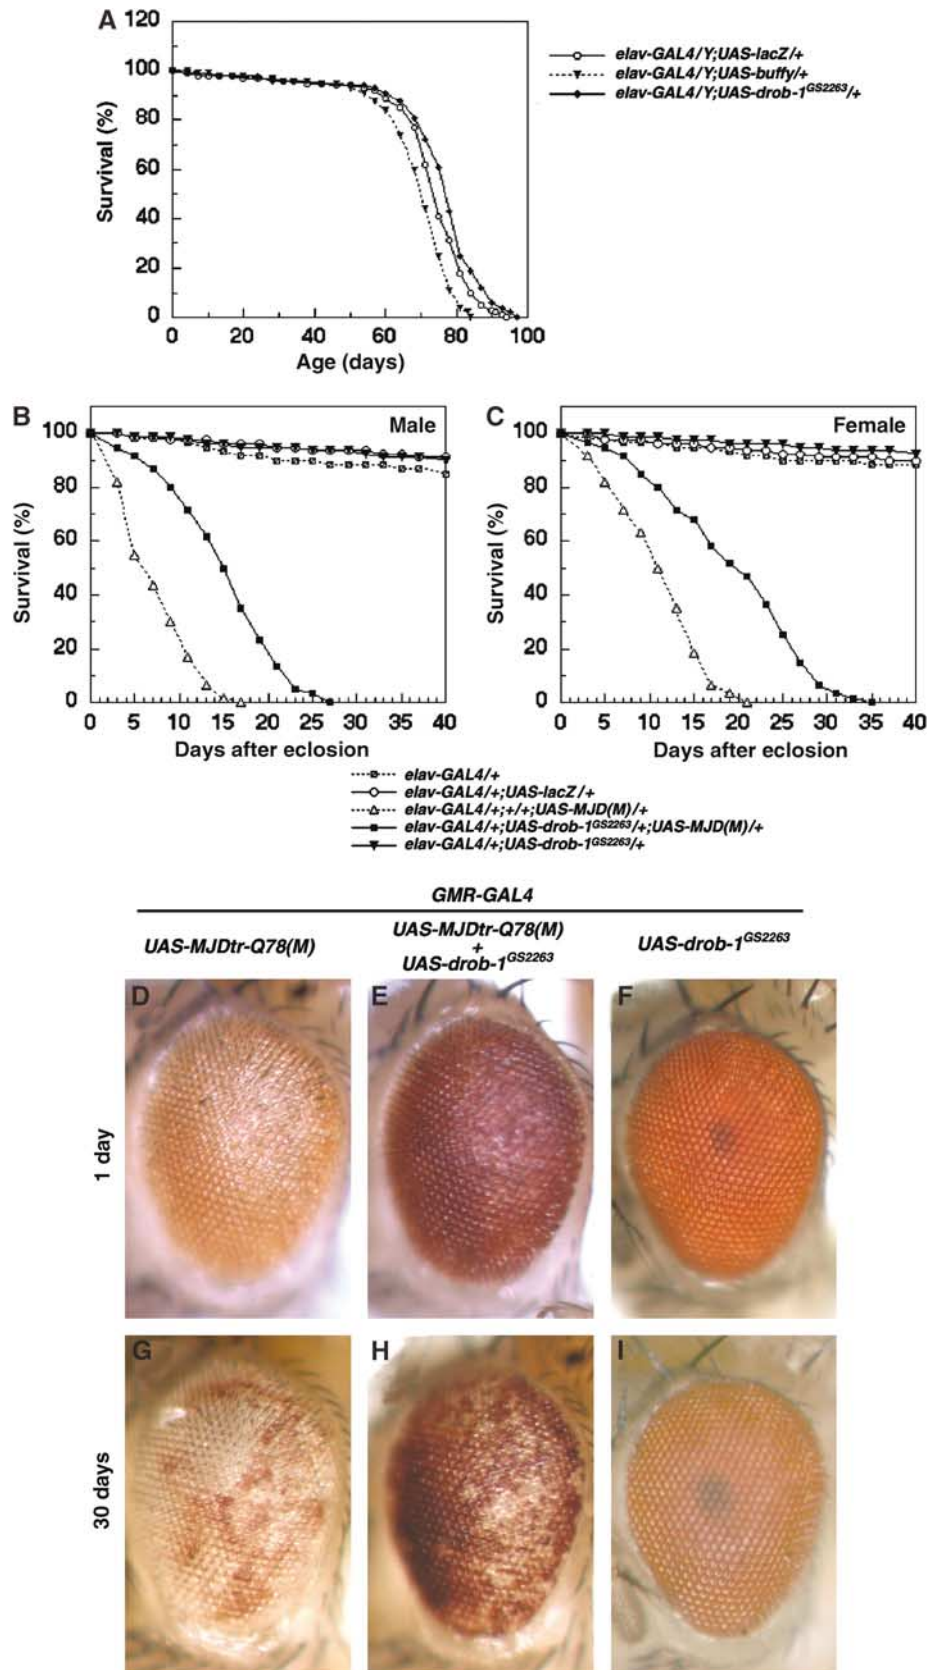 A
120
100
80
60
40
20
0
Survival (%)
0 20 40 60 80 100
Age (days)
elav-GAL4/Y;UAS-lacZ/+
elav-GAL4/Y;UAS-buffy/+
elav-GAL4/Y;UAS-drob-1GS2263/+
B
Male
100
80
60
40
20
0
Survival (%)
0 5 10 15 20 25 30 35 40
Days after eclosion
C
Female
100
80
60
40
20
0
Survival (%)
0 5 10 15 20 25 30 35 40
Days after eclosion
elav-GAL4/+
elav-GAL4/+;UAS-lacZ/+
elav-GAL4/+;+/+;UAS-MJD(M)/+
elav-GAL4/+;UAS-drob-1GS2263/+;UAS-MJD(M)/+
elav-GAL4/+;UAS-drob-1GS2263/+
GMR-GAL4
UAS-MJDtr-Q78(M)
UAS-MJDtr-Q78(M)
+
UAS-drob-1GS2263
UAS-drob-1GS2263
1 day
D
E
F
30 days
G
H
I